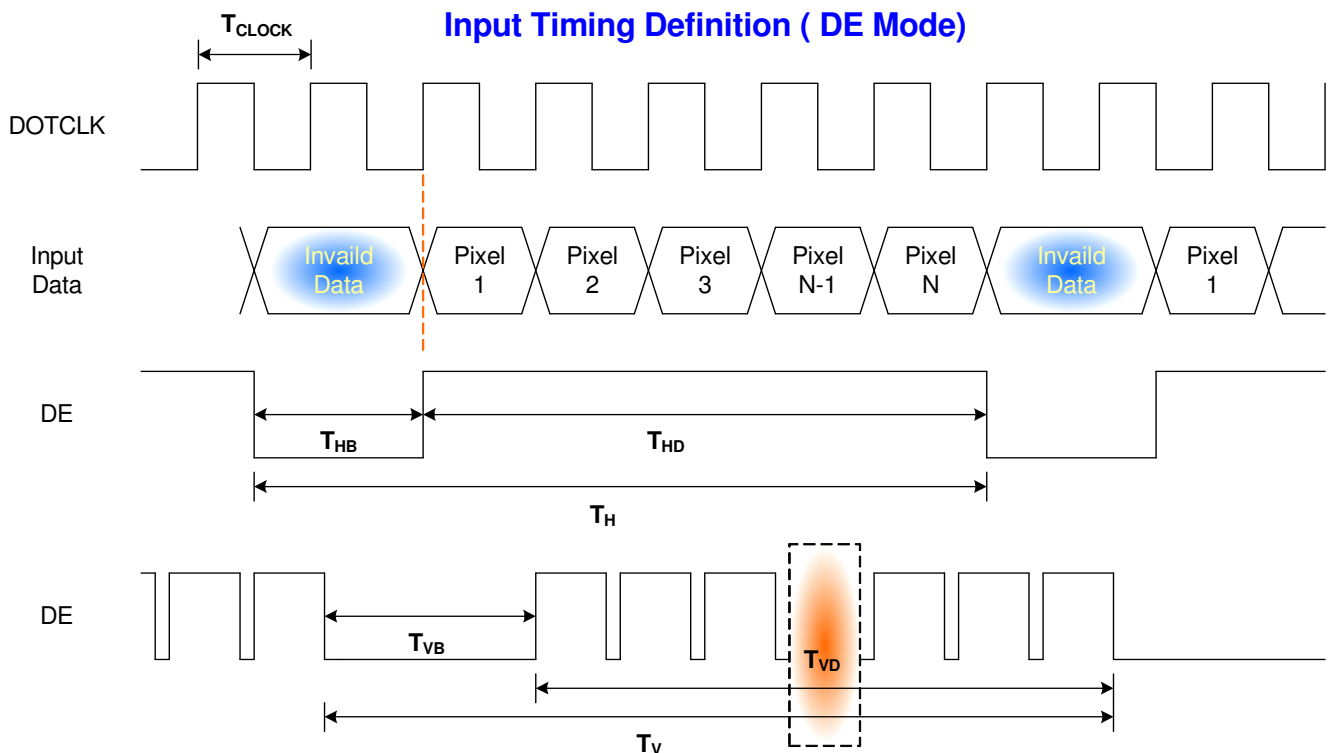 Input Timing Definition ( DE Mode)
TCLOCK
DOTCLK
Input
Data
Invaild
Data
Pixel
1
Pixel
2
Pixel
3
Pixel
N-1
Pixel
N
Invaild
Data
Pixel
1
DE
THB
THD
TH
DE
TVB
TVD
TV